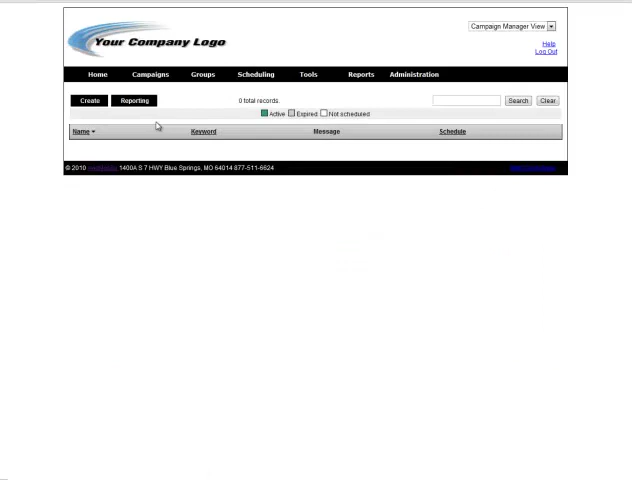 Your Company Logo
Campaign Manager View
Help
Log Out
Home Campaigns Groups Scheduling Tools Reports Administration
Create Reporting 0 total records. Search Clear
Active Expired Not scheduled
Name Keyword Message Schedule
© 2010 1400A S 7 HWY Blue Springs, MO 64014 877-511-6624